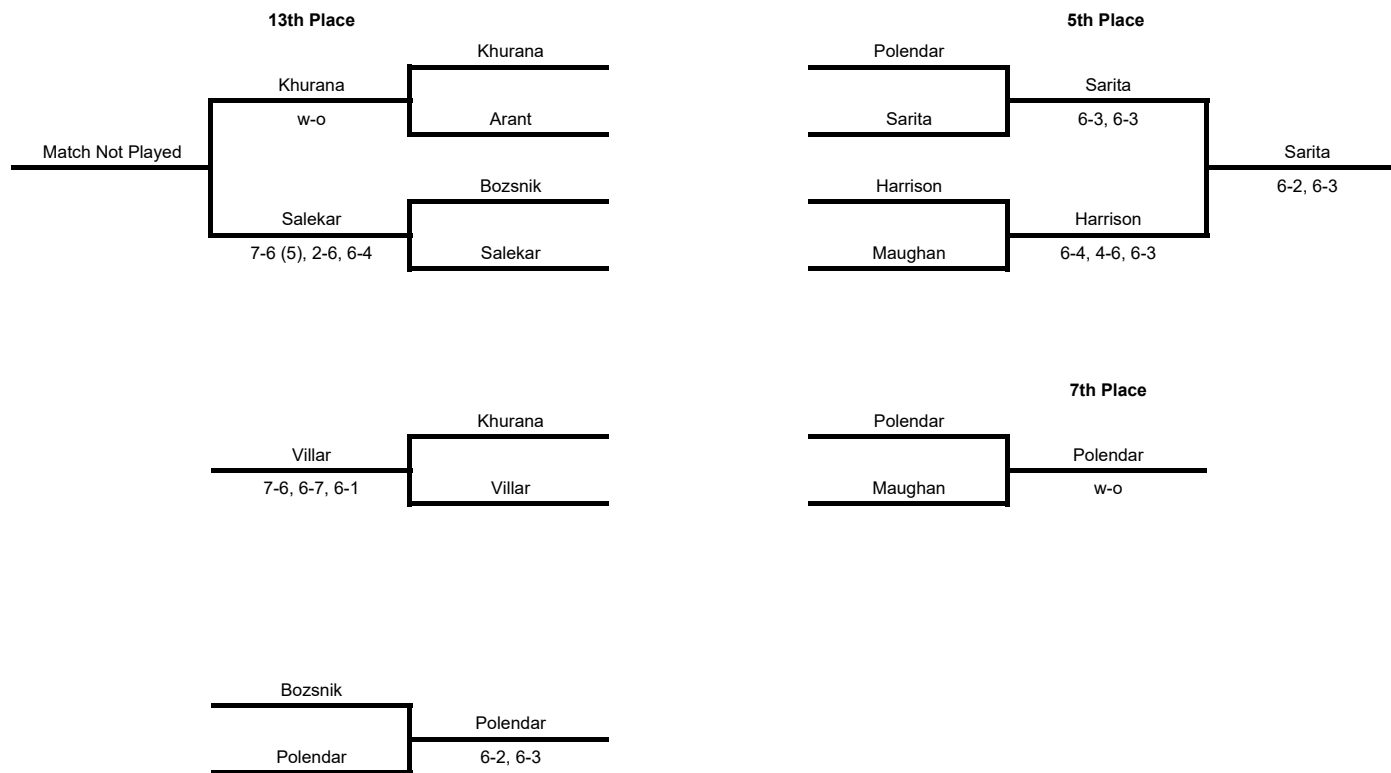 13th Place
5th Place
Khurana
Polendar
Khurana
Sarita
w-o
Arant
Sarita
6-3, 6-3
Match Not Played
Sarita
Bozsnik
Harrison
6-2, 6-3
Salekar
Harrison
7-6 (5), 2-6, 6-4
Salekar
Maughan
6-4, 4-6, 6-3
7th Place
Khurana
Polendar
Villar
Polendar
7-6, 6-7, 6-1
Villar
Maughan
w-o
Bozsnik
Polendar
Polendar
6-2, 6-3